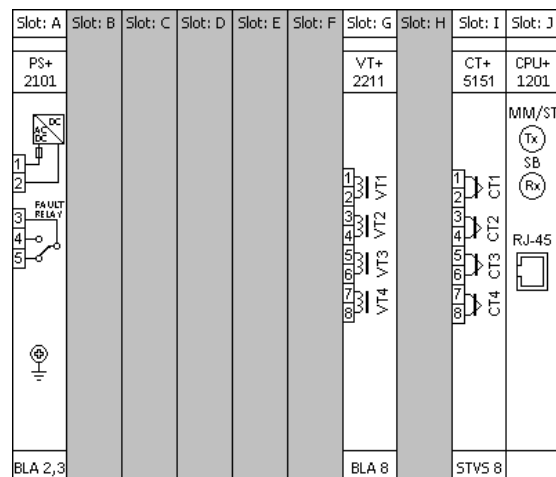 Slot: A Slot: B Slot: C Slot: D Slot: E Slot: F Slot: G Slot: H Slot: I Slot: J
PS+
2101
VT+
2211
CT+
5151
CPU+
1201
AC
DC
DC
1
2
FAULT
RELAY
3
4
5
1
2
VT1
3
4
VT2
5
6
VT3
7
8
VT4
1
2
CT1
3
4
CT2
5
6
CT3
7
8
CT4
MM/ST
Tx
SB
Rx
RJ-45
BLA 2,3
BLA 8
STVS 8